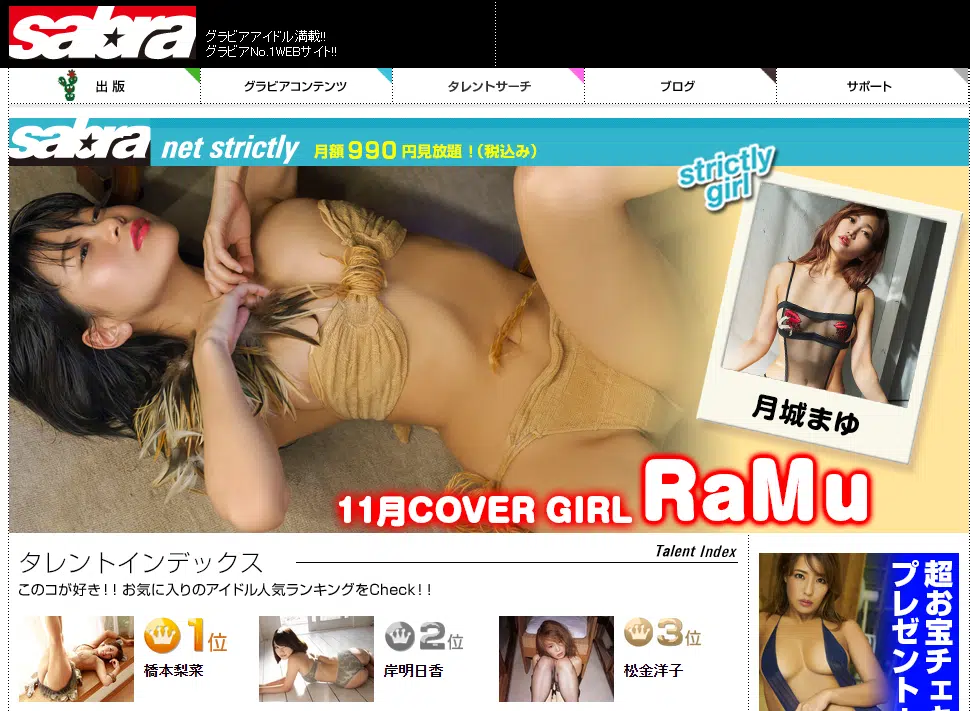 sabra
グラビアアイドル満載!!
グラビアNo.1WEBサイト!!
出版
グラビアコンテンツ
タレントサーチ
ブログ
サポート
sabra net strictly 月額990円見放題!(税込み)
strictly
girl
月城まゆ
11月COVER GIRL RaMu
タレントインデックス
Talent Index
このコが好き!!お気に入りのアイドル人気ランキングをCheck!!
1位
橋本梨菜
2位
岸明日香
3位
松金洋子
超お宝チェキ
プレゼント